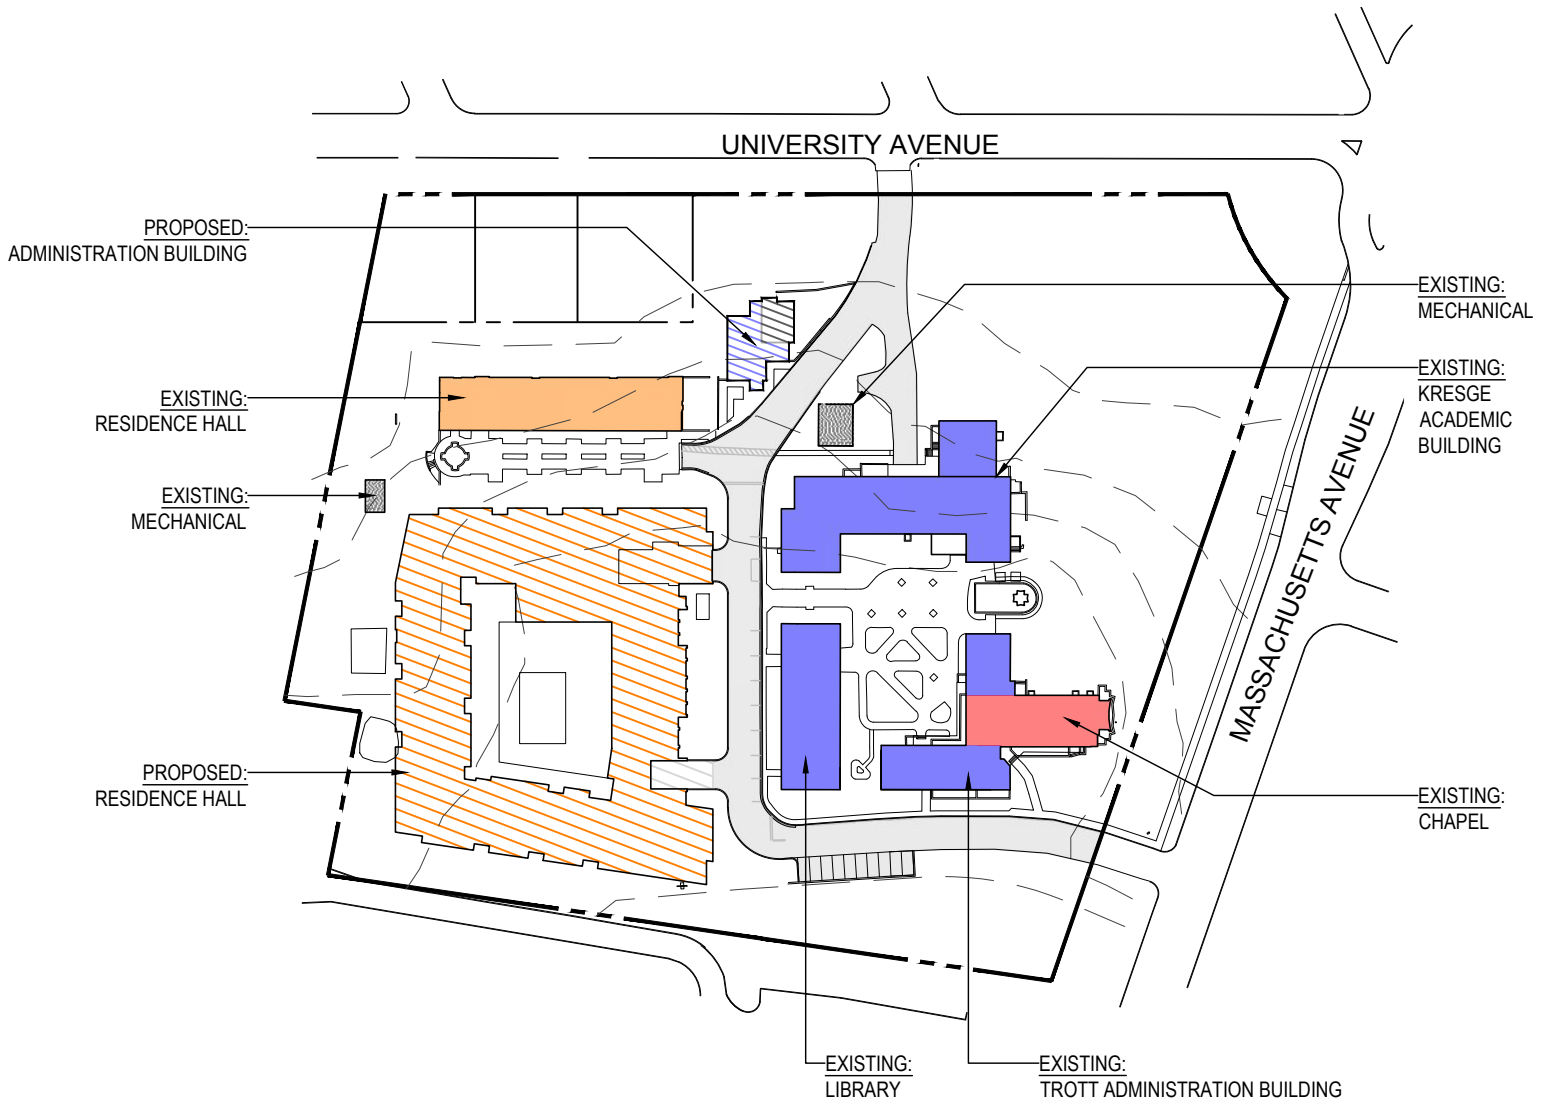 UNIVERSITY AVENUE
PROPOSED:
ADMINISTRATION BUILDING
EXISTING:
MECHANICAL
EXISTING:
KRESGE
ACADEMIC
BUILDING
EXISTING:
RESIDENCE HALL
EXISTING:
MECHANICAL
MASSACHUSETTS AVENUE
PROPOSED:
RESIDENCE HALL
EXISTING:
CHAPEL
EXISTING:
LIBRARY
EXISTING:
TROTT ADMINISTRATION BUILDING